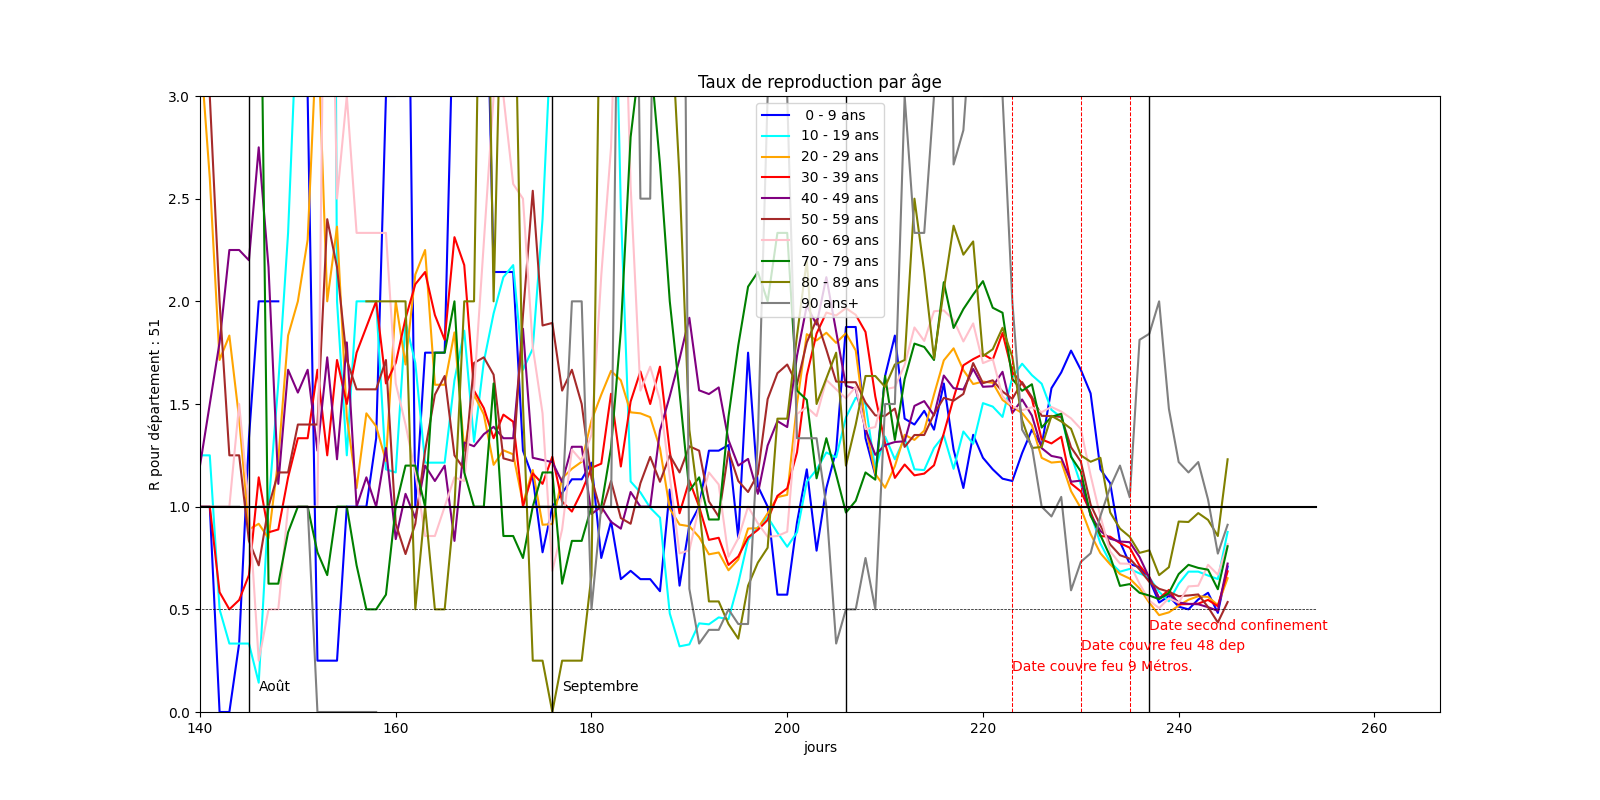 Taux de reproduction par âge
R pour département : 51
3.0
2.5
2.0
1.5
1.0
0.5
0.0
0 - 9 ans
10 - 19 ans
20 - 29 ans
30 - 39 ans
40 - 49 ans
50 - 59 ans
60 - 69 ans
70 - 79 ans
80 - 89 ans
90 ans+
Date second confinement
Date couvre feu 48 dep
Date couvre feu 9 Métros.
Août
Septembre
140 160 180 200 220 240 260
jours